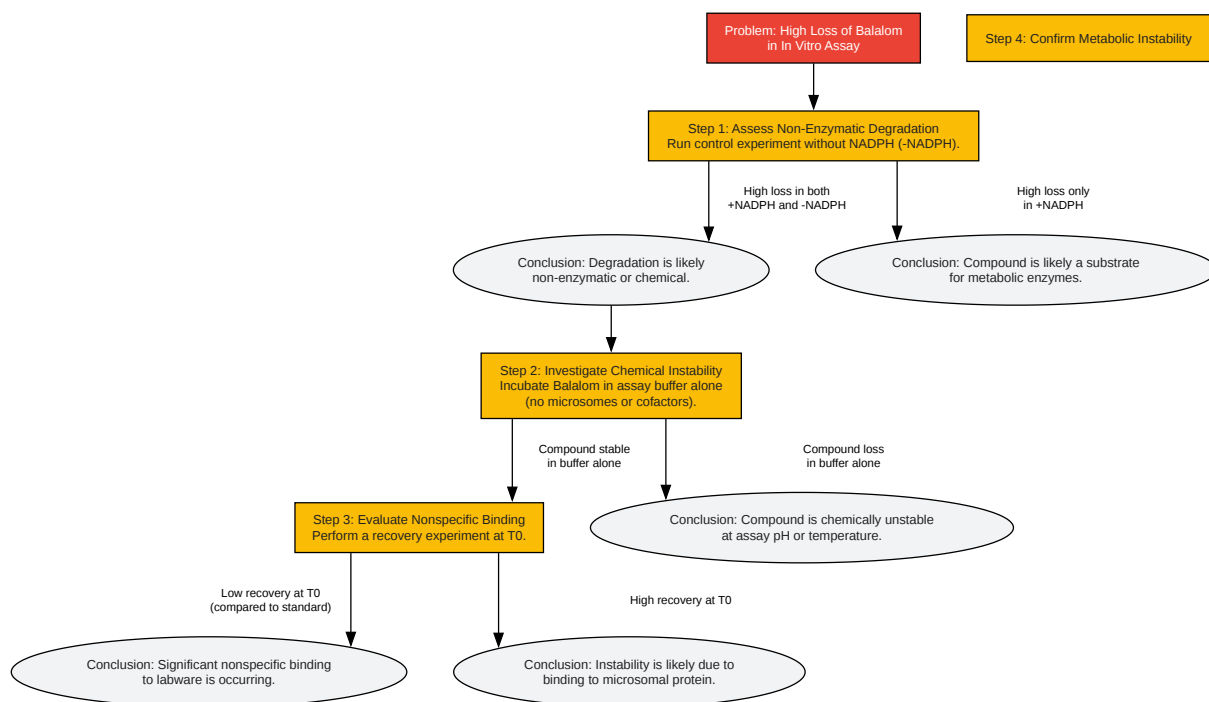 Problem: High Loss of Balalom
in In Vitro Assay
Step 4: Confirm Metabolic Instability
Step 1: Assess Non-Enzymatic Degradation
Run control experiment without NADPH (-NADPH).
High loss in both
+NADPH and -NADPH
High loss only
in +NADPH
Conclusion: Degradation is likely
non-enzymatic or chemical.
Conclusion: Compound is likely a substrate
for metabolic enzymes.
Step 2: Investigate Chemical Instability
Incubate Balalom in assay buffer alone
(no microsomes or cofactors).
Compound stable
in buffer alone
Compound loss
in buffer alone
Step 3: Evaluate Nonspecific Binding
Perform a recovery experiment at T0.
Conclusion: Compound is chemically unstable
at assay pH or temperature.
Low recovery at T0
(compared to standard)
High recovery at T0
Conclusion: Significant nonspecific binding
to labware is occurring.
Conclusion: Instability is likely due to
binding to microsomal protein.